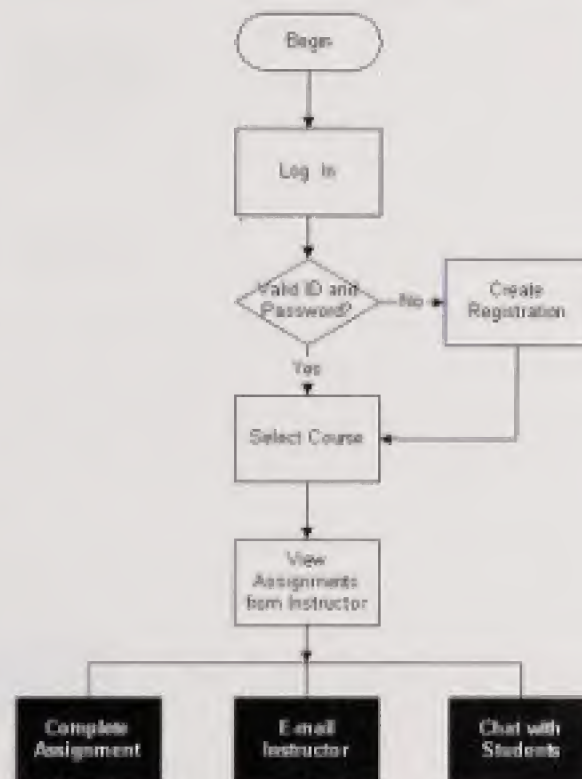 Begin
Log In
Valid ID and
Password?
No
Create
Registration
Yes
Select Course
View
Assignments
from Instructor
Complete
Assignment
E-mail
Instructor
Chat with
Students